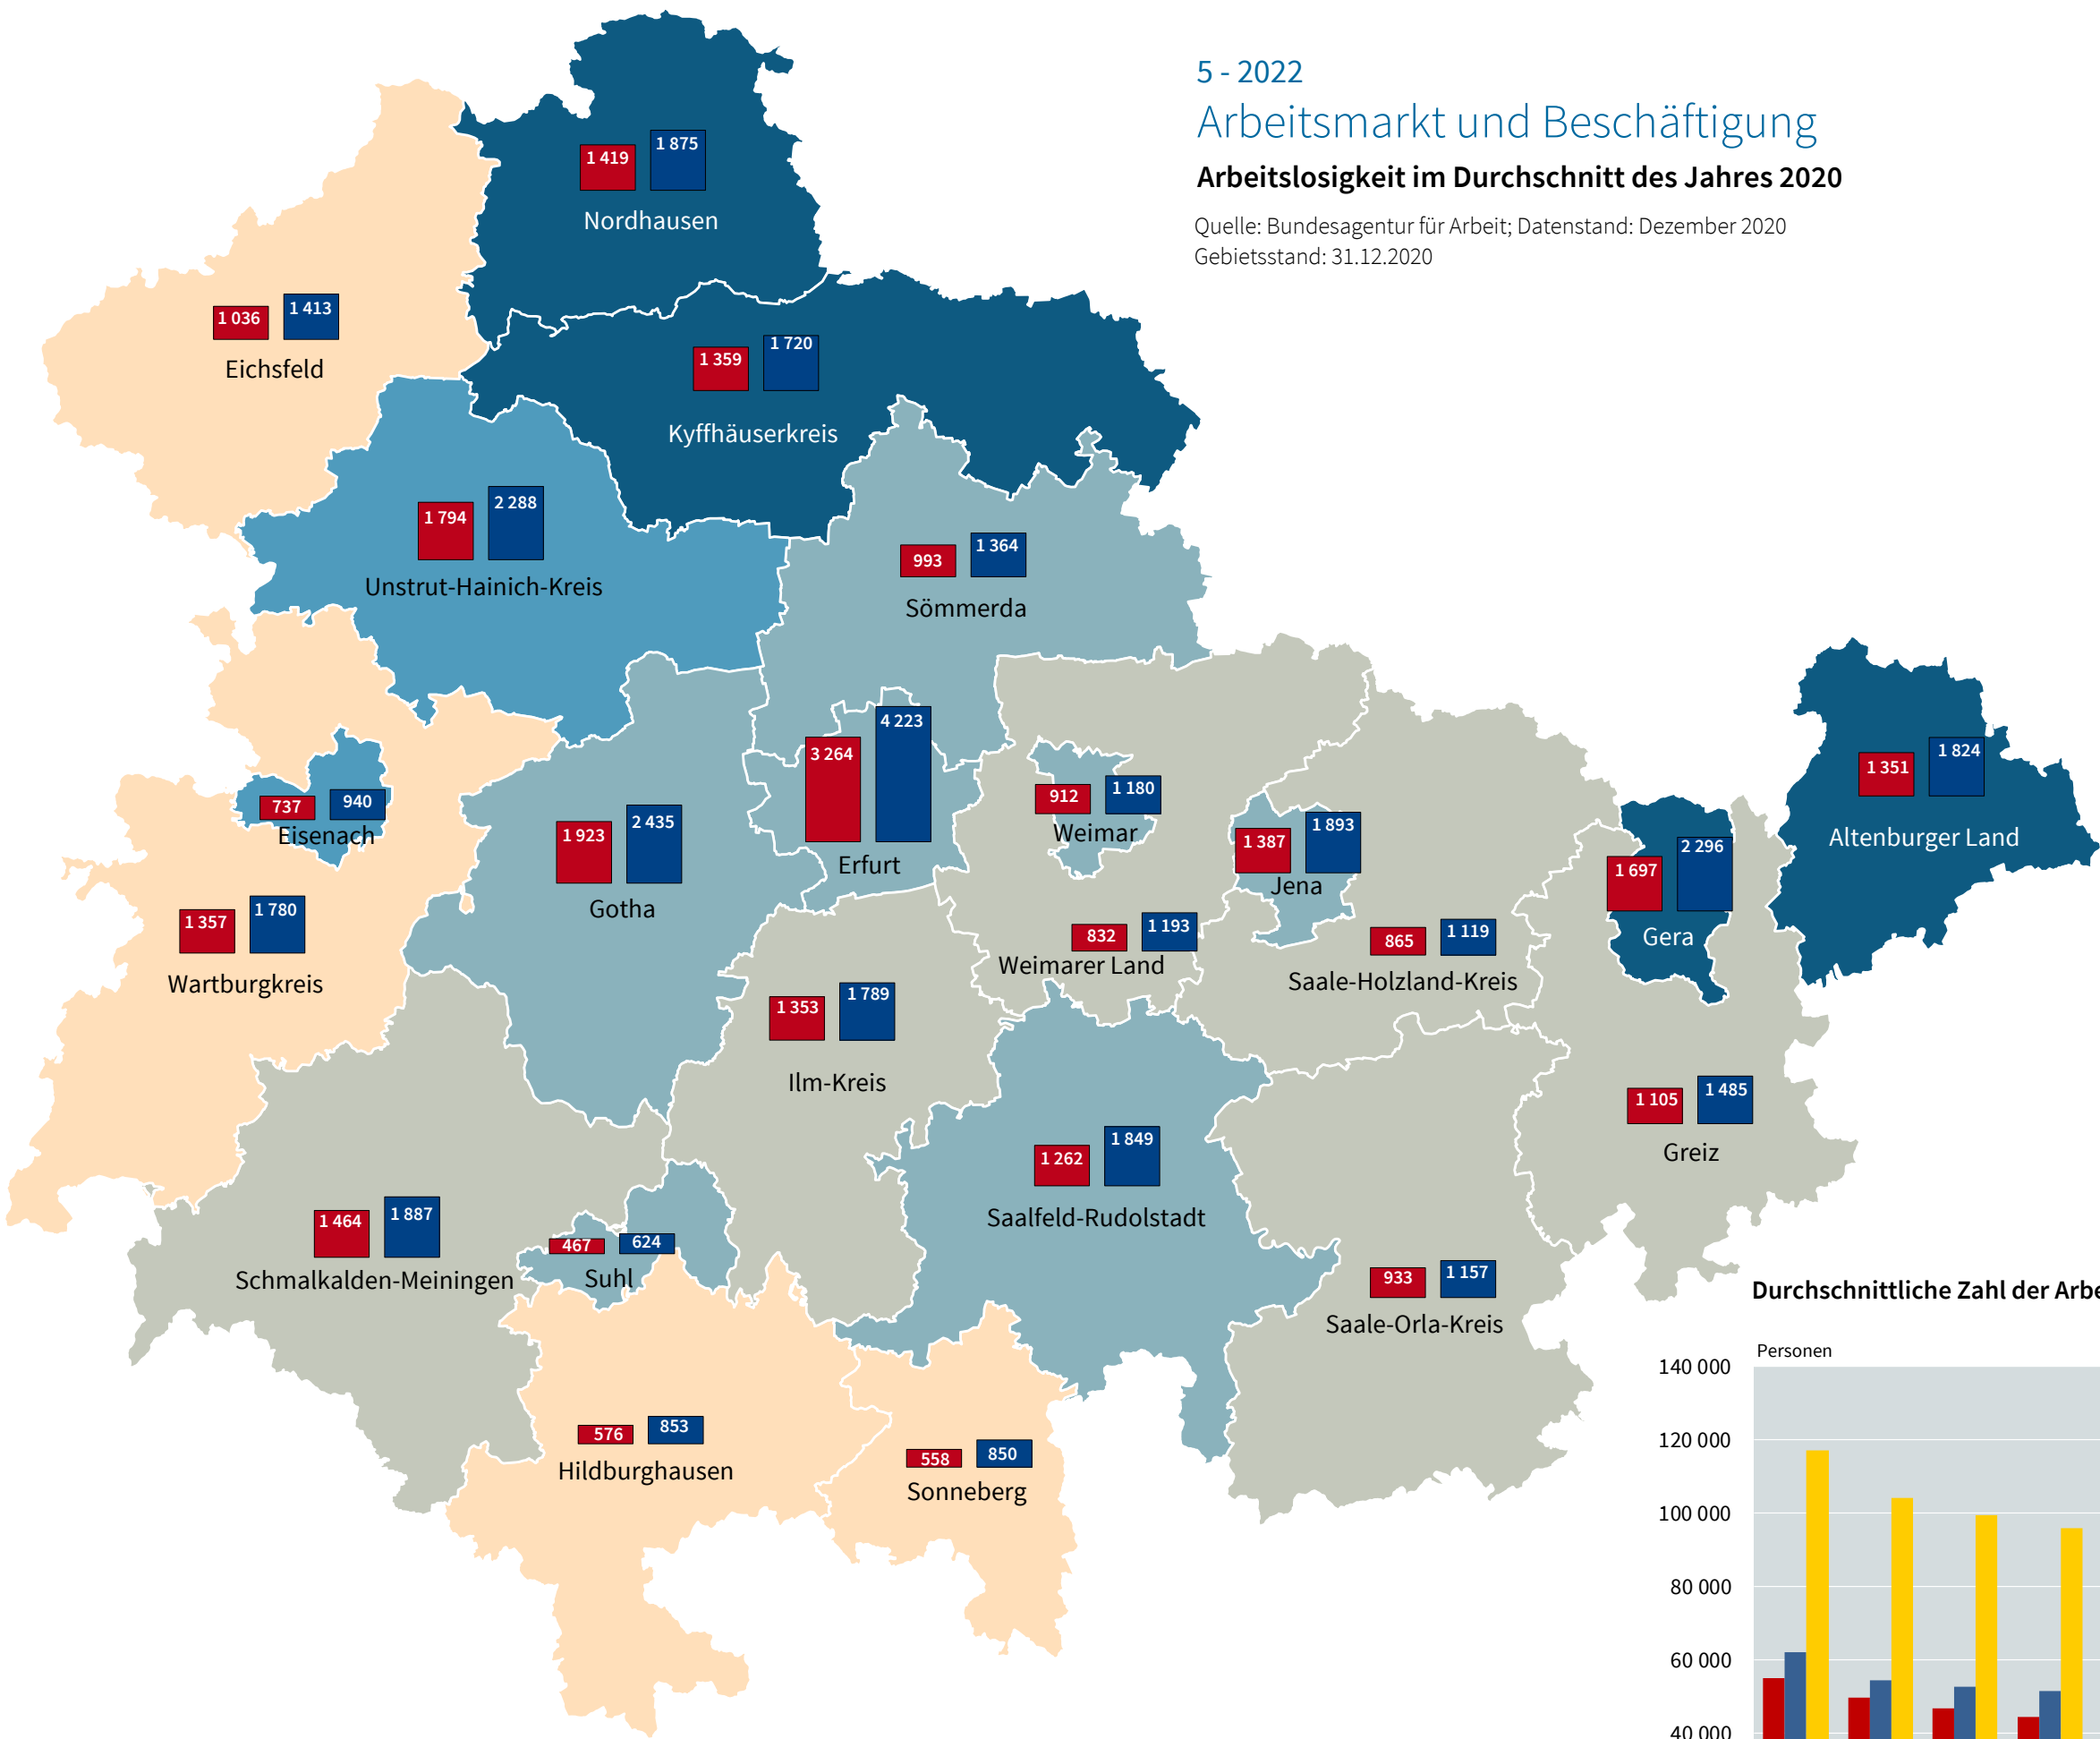 5 - 2022
Arbeitsmarkt und Beschäftigung
Arbeitslosigkeit im Durchschnitt des Jahres 2020
Quelle: Bundesagentur für Arbeit; Datenstand: Dezember 2020
Gebietsstand: 31.12.2020
1 419
1 875
Nordhausen
1 036
1 413
Eichsfeld
1 359
1 720
Kyffhäuserkreis
1 794
2 288
Unstrut-Hainich-Kreis
993
1 364
Sömmerda
3 264
4 223
Erfurt
737
940
Eisenach
1 923
2 435
Gotha
912
1 180
Weimar
1 387
1 893
Jena
1 697
2 296
Gera
1 351
1 824
Altenburger Land
1 357
1 780
Wartburgkreis
832
1 193
Weimarer Land
865
1 119
Saale-Holzland-Kreis
1 353
1 789
Ilm-Kreis
1 105
1 485
Greiz
1 262
1 849
Saalfeld-Rudolstadt
1 464
1 887
Schmalkalden-Meiningen
467
624
Suhl
933
1 157
Saale-Orla-Kreis
576
853
Hildburghausen
558
850
Sonneberg
Durchschnittliche Zahl der Arbe
Personen
140 000
120 000
100 000
80 000
60 000
40 000